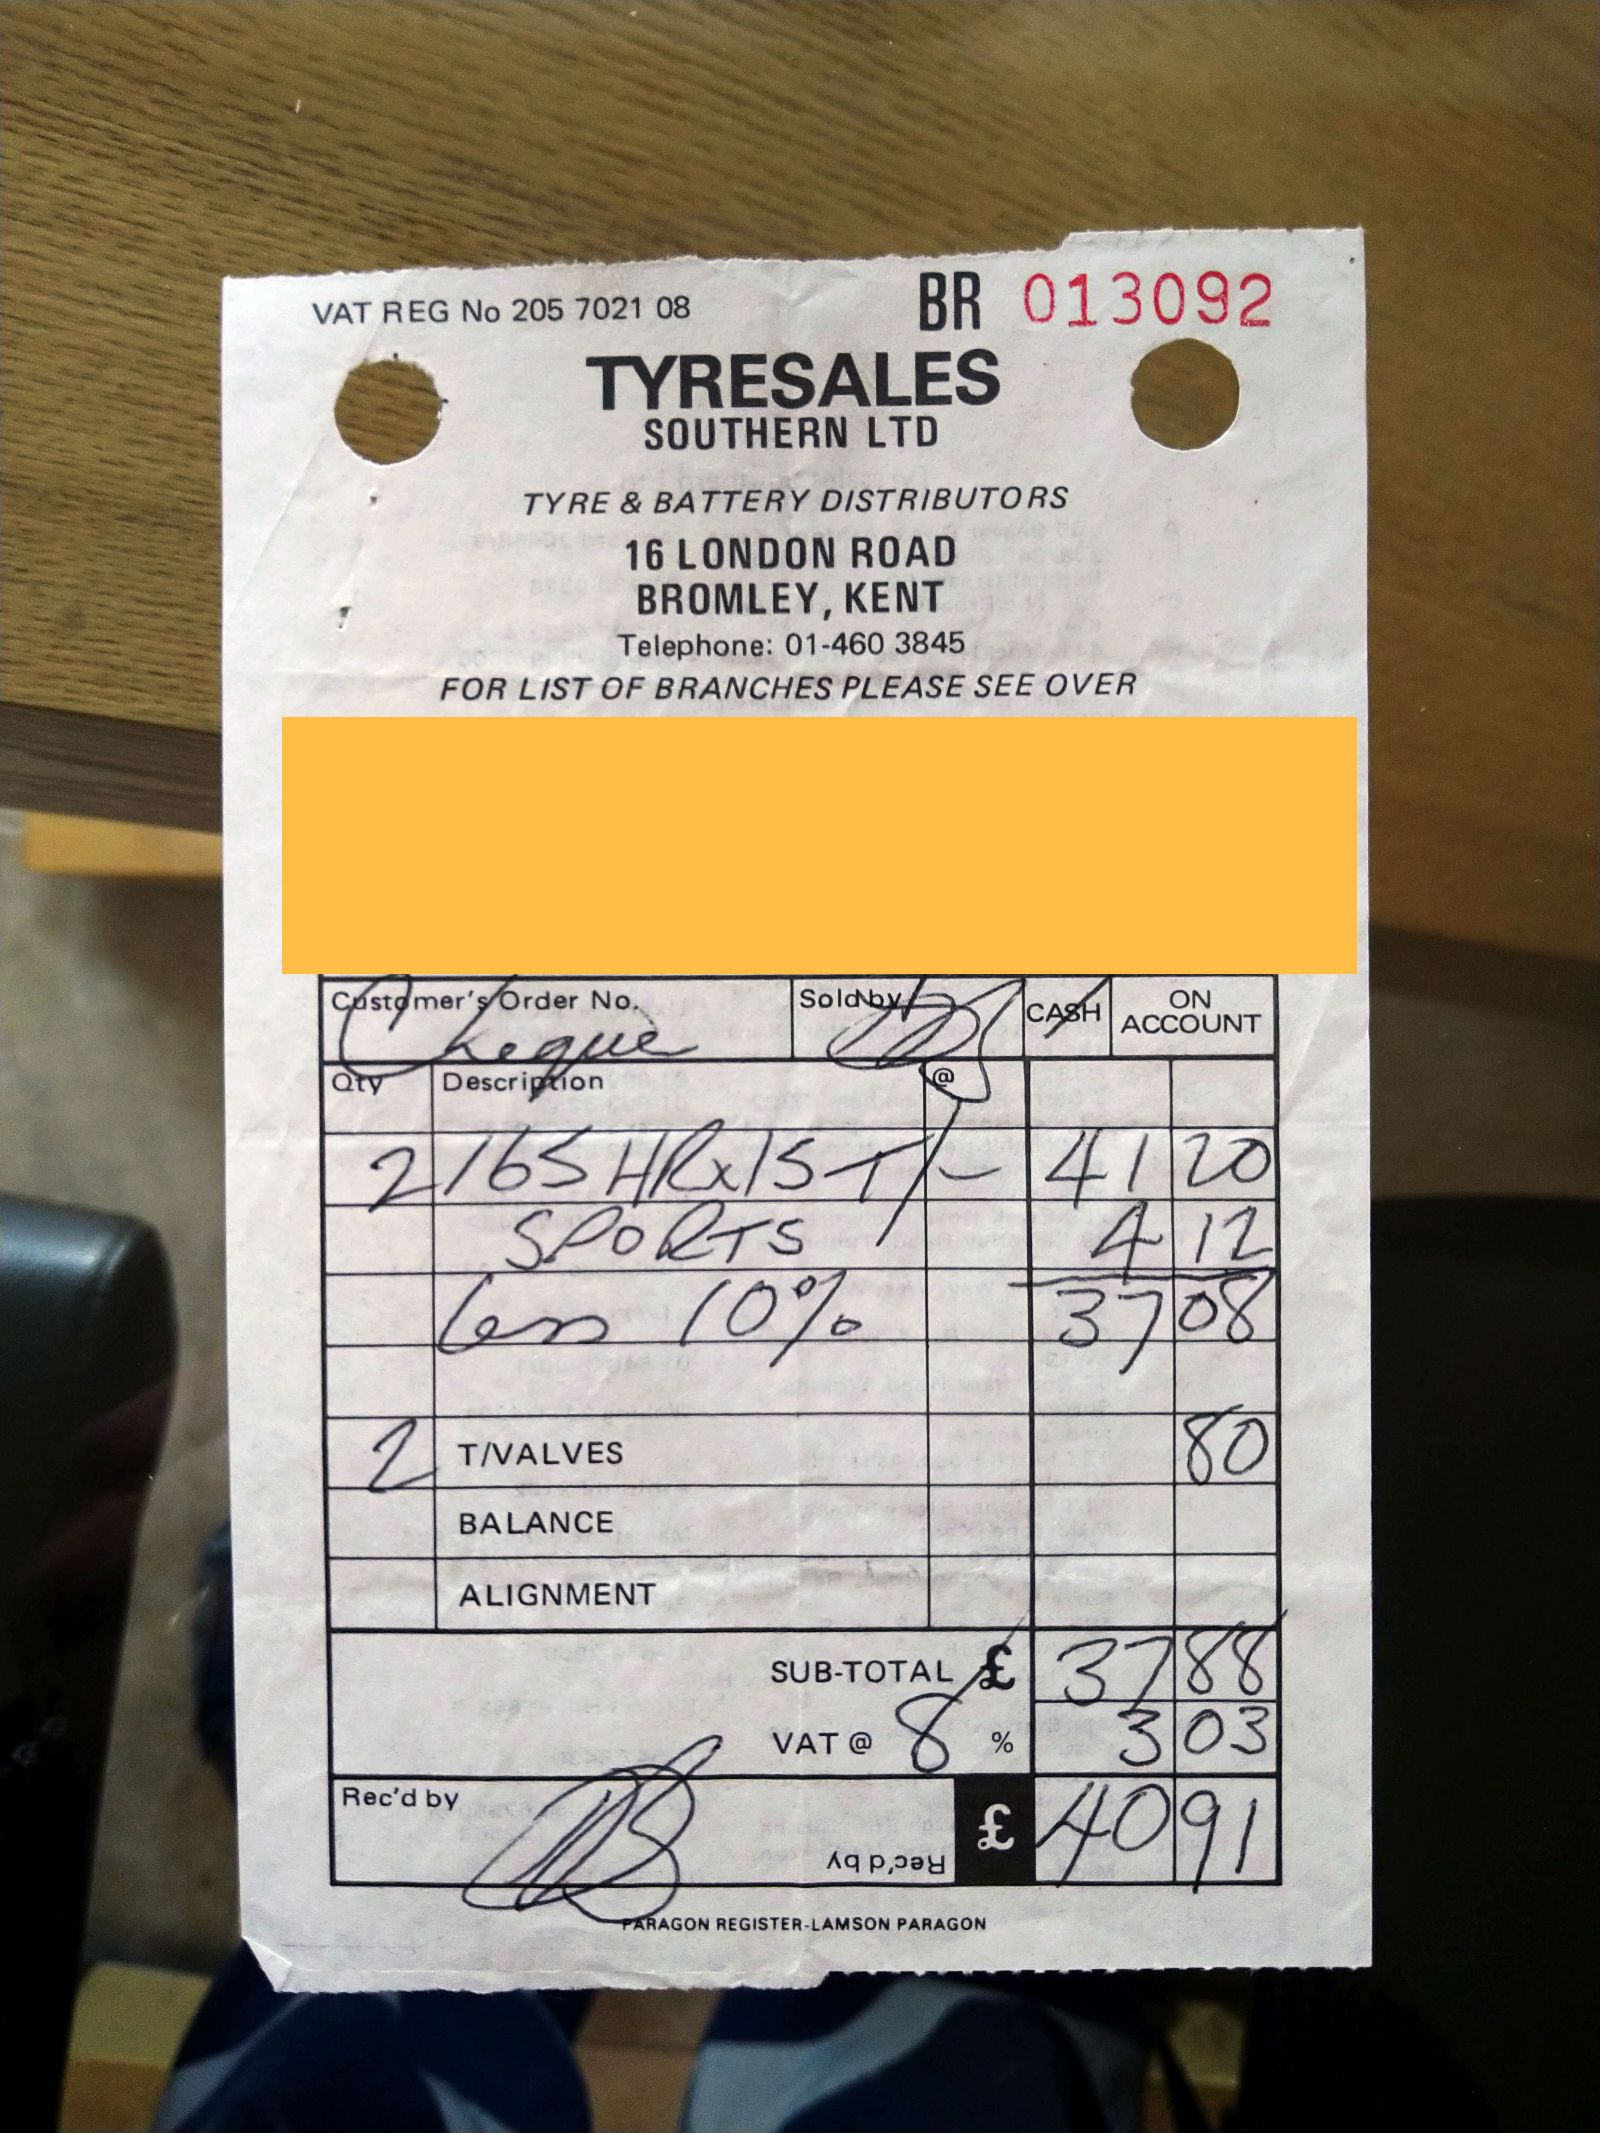 VAT REG No 205 7021 08 BR 013092
TYRESALES
SOUTHERN LTD
TYRE & BATTERY DISTRIBUTORS
16 LONDON ROAD
BROMLEY, KENT
Telephone: 01-460 3845
FOR LIST OF BRANCHES PLEASE SEE OVER
Customer's Order No. Sold by CASH ON ACCOUNT
Cheque
Qty Description @
2 165 HR x 15 T/- 41 20
SPORTS 4 12
Less 10% 37 08
2 T/VALVES 80
BALANCE
ALIGNMENT
SUB-TOTAL £ 37 88
VAT @ 8 % 3 03
Rec'd by Rec'd by £ 40 91
PARAGON REGISTER-LAMSON PARAGON